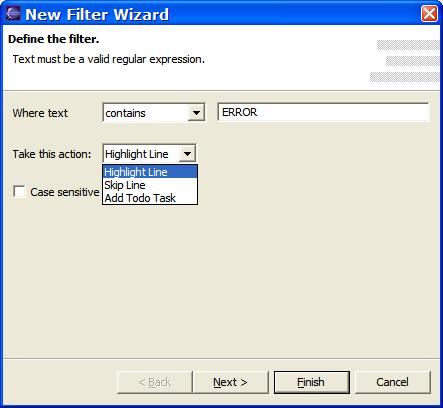 New Filter Wizard
Define the filter.
Text must be a valid regular expression.
Where text contains ERROR
Take this action: Highlight Line
Highlight Line
Skip Line
Add Todo Task
Case sensitive
< Back Next > Finish Cancel